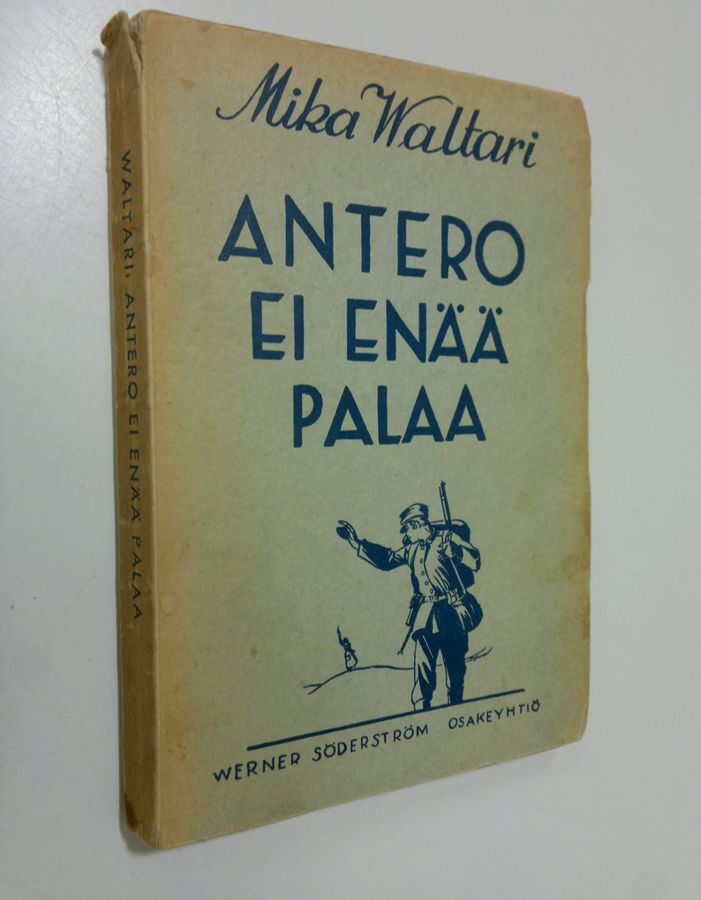 Mika Waltari
ANTERO
EI ENÄÄ
PALAA
WERNER SÖDERSTRÖM OSAKEYHTIÖ
WALTARI: ANTERO EI ENÄÄ PALAA